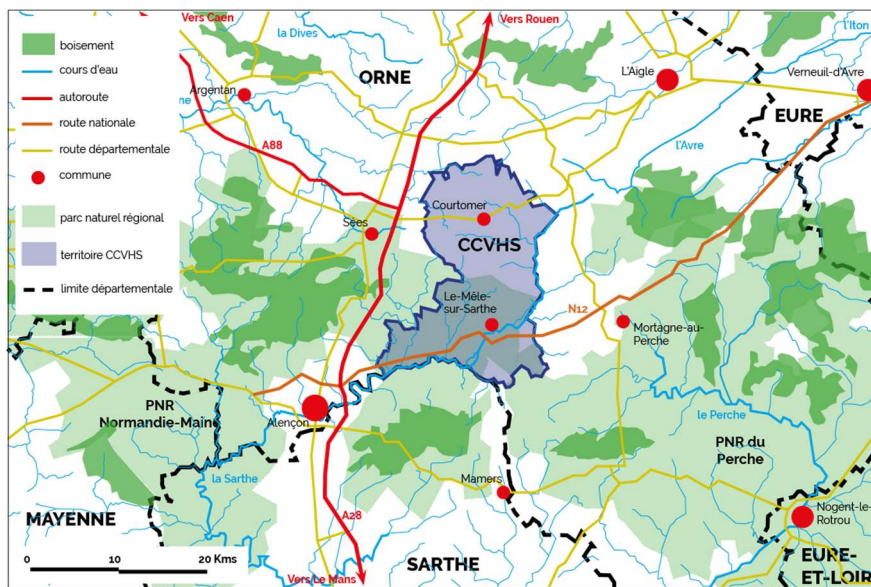 boisement
cours d'eau
autoroute
route nationale
route départementale
commune
parc naturel régional
territoire CCVHS
limite départementale
Vers Caen
la Dives
Vers Rouen
l'Iton
ORNE
L'Aigle
Verneuil-d'Avre
Argentan
EURE
ne
A88
l'Avre
Courtomer
Sées
CCVHS
Le-Mêle-
sur-Sarthe
N12
Mortagne-au-
Perche
PNR
Normandie-Maine
Alençon
le Perche
PNR du
Perche
la Sarthe
Mamers
Nogent-le-
Rotrou
MAYENNE
A28
SARTHE
EURE-
ET-LOIR
0 10 20 Kms
Vers Le Mans